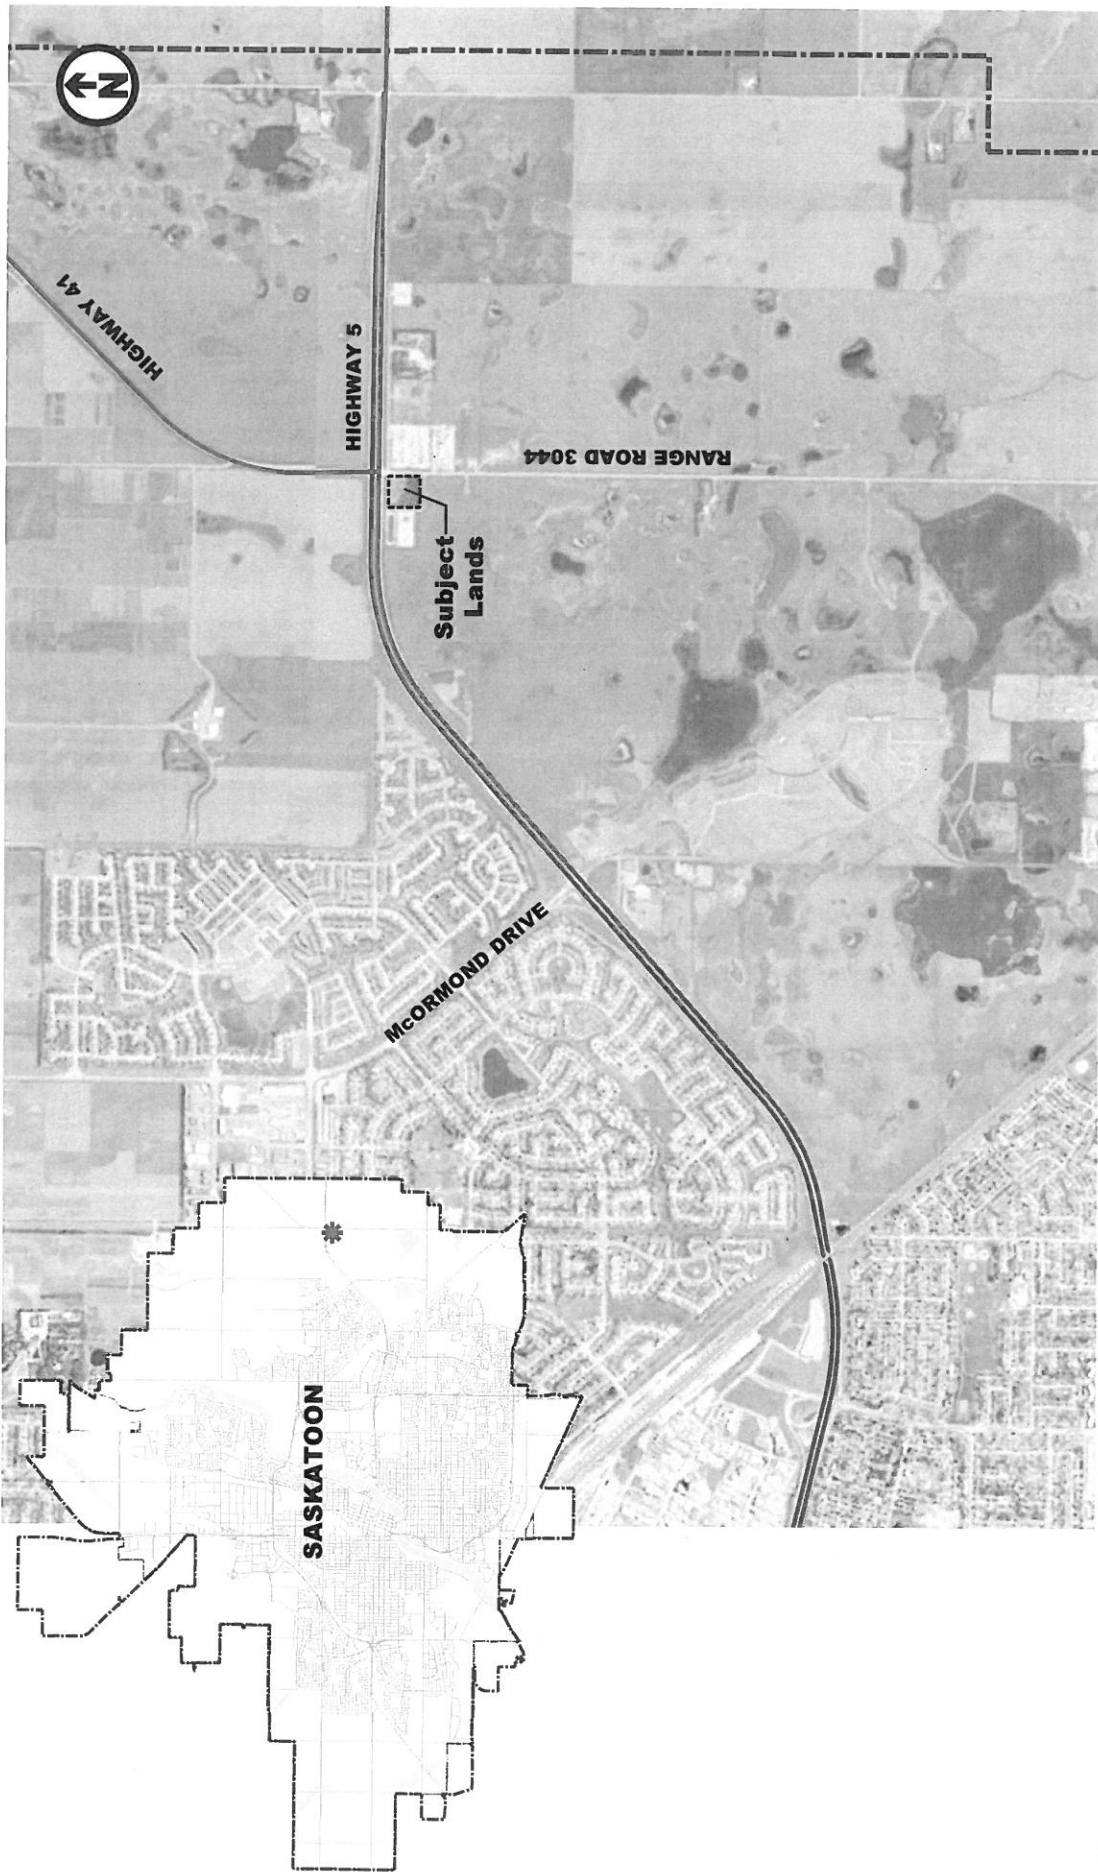 N
HIGHWAY 41
HIGHWAY 5
RANGE ROAD 3044
Subject
Lands
McORMOND DRIVE
SASKATOON